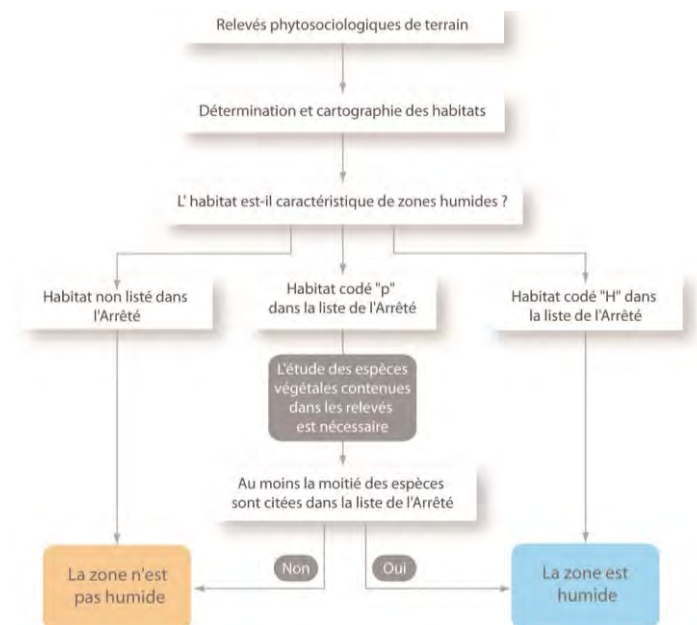 Relevés phytosociologiques de terrain
Détermination et cartographie des habitats
L' habitat est-il caractéristique de zones humides ?
Habitat non listé dans
l'Arrêté
Habitat codé "p"
dans la liste de l'Arrêté
Habitat codé "H" dans
la liste de l'Arrêté
L'étude des espèces
végétales contenues
dans les relevés
est nécessaire
Au moins la moitié des espèces
sont citées dans la liste de l'Arrêté
Non
Oui
La zone n'est
pas humide
La zone est
humide